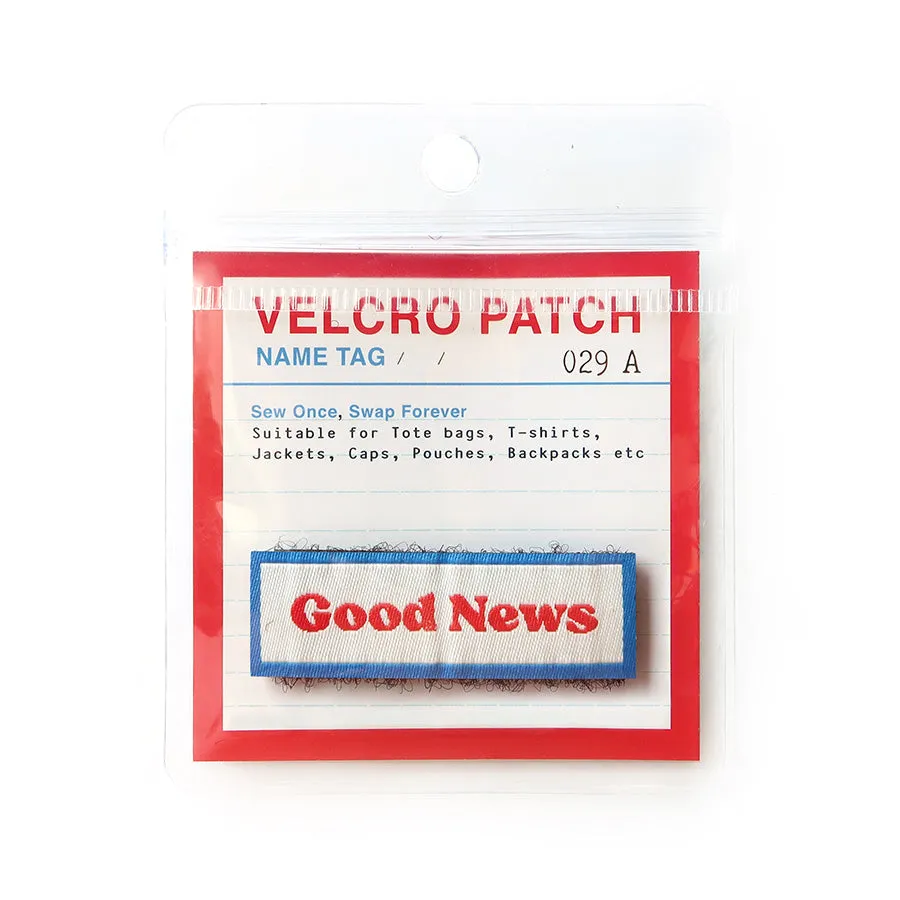 VELCRO PATCH
NAME TAG / / 029 A
Sew Once, Swap Forever
Suitable for Tote bags, T-shirts,
Jackets, Caps, Pouches, Backpacks etc
Good News